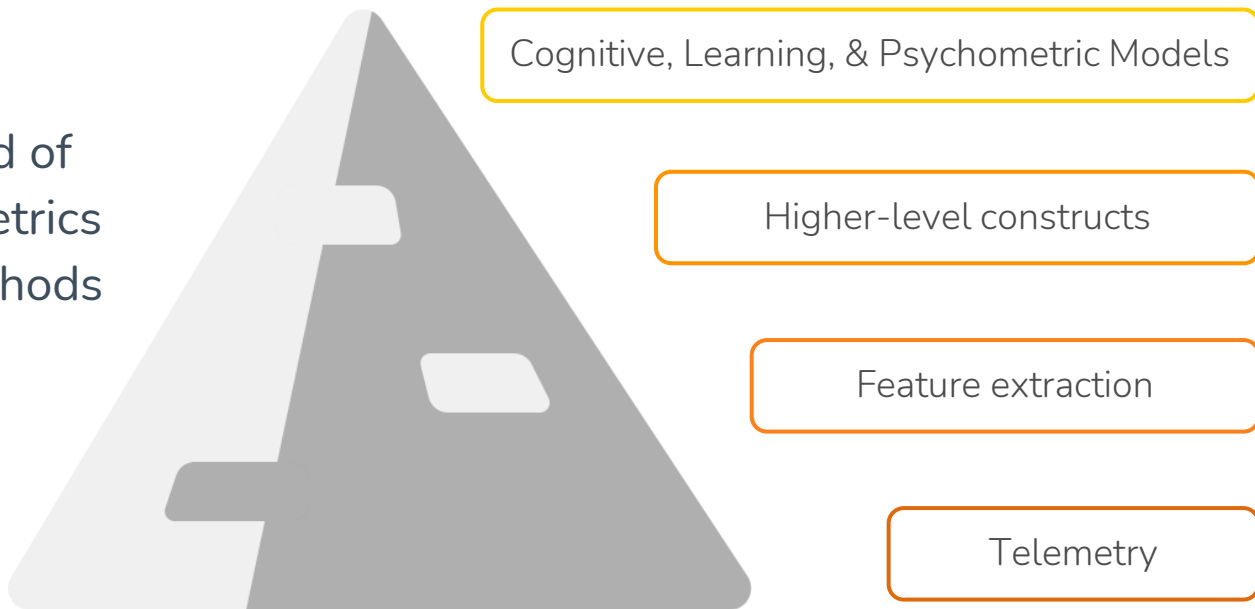 Cognitive, Learning, & Psychometric Models
d of
etrics
hods
Higher-level constructs
Feature extraction
Telemetry